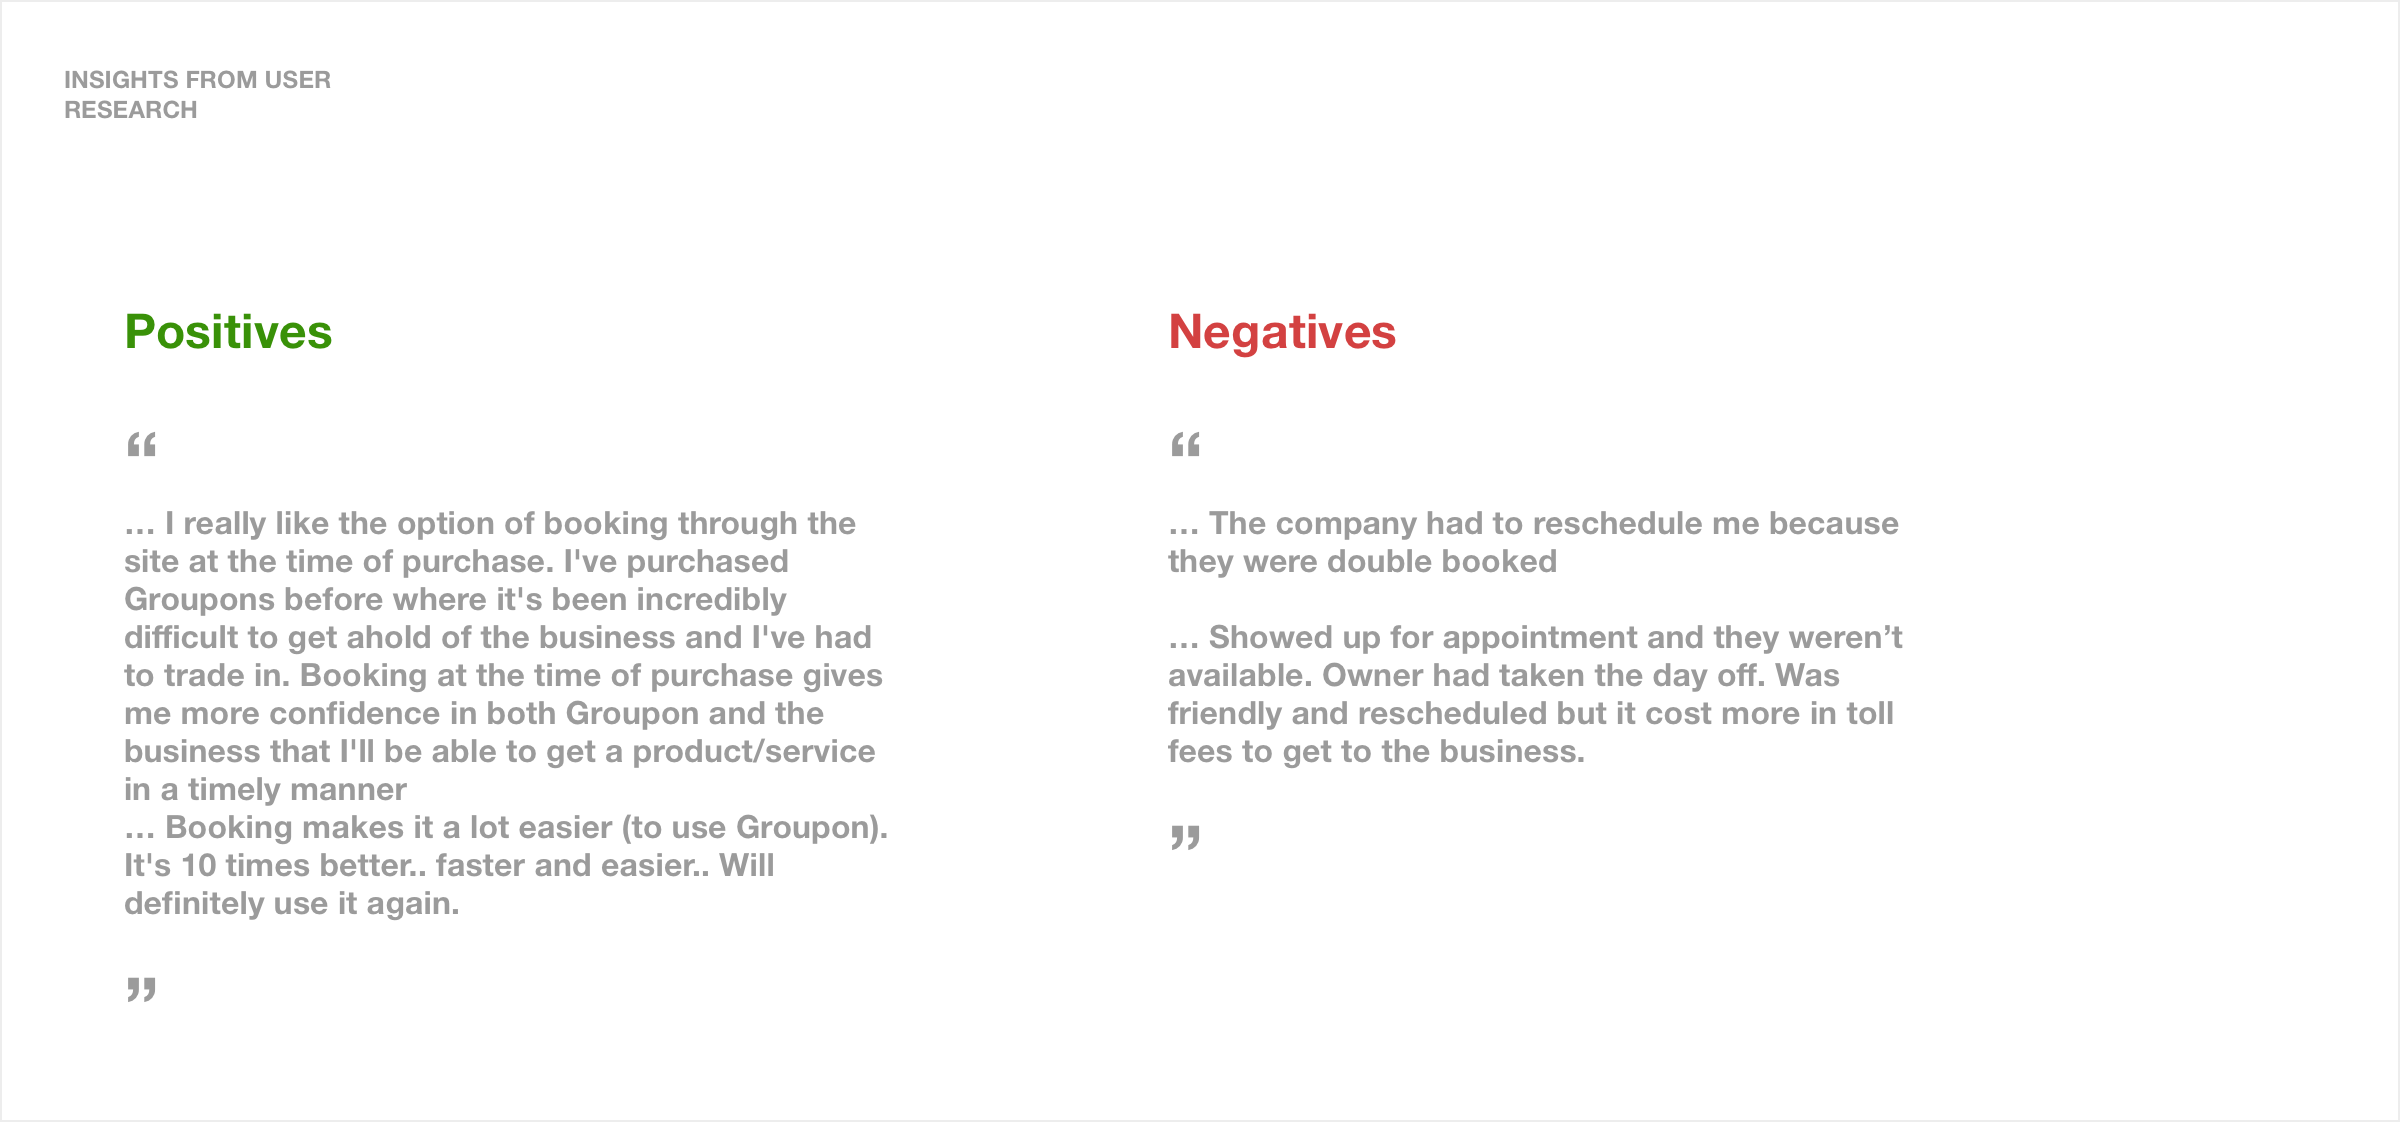 INSIGHTS FROM USER
RESEARCH
Positives
“
… I really like the option of booking through the
site at the time of purchase. I've purchased
Groupons before where it's been incredibly
difficult to get ahold of the business and I've had
to trade in. Booking at the time of purchase gives
me more confidence in both Groupon and the
business that I'll be able to get a product/service
in a timely manner
… Booking makes it a lot easier (to use Groupon).
It's 10 times better.. faster and easier.. Will
definitely use it again.
”
Negatives
“
… The company had to reschedule me because
they were double booked
… Showed up for appointment and they weren’t
available. Owner had taken the day off. Was
friendly and rescheduled but it cost more in toll
fees to get to the business.
”